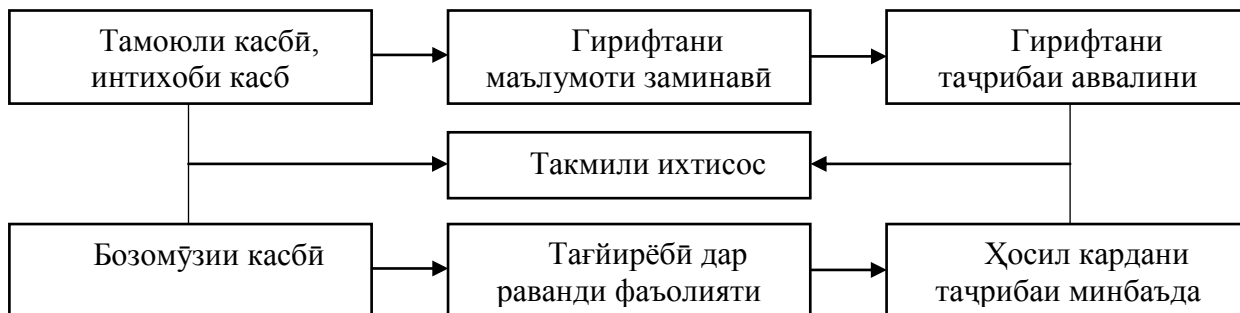 Тамоюли касбӣ,
интихоби касб
Гирифтани
маълумоти заминавӣ
Гирифтани
таҷрибаи аввалини
Такмили ихтисос
Бозомӯзии касбӣ
Тағйирёбӣ дар
раванди фаъолияти
Ҳосил кардани
таҷрибаи минбаъда